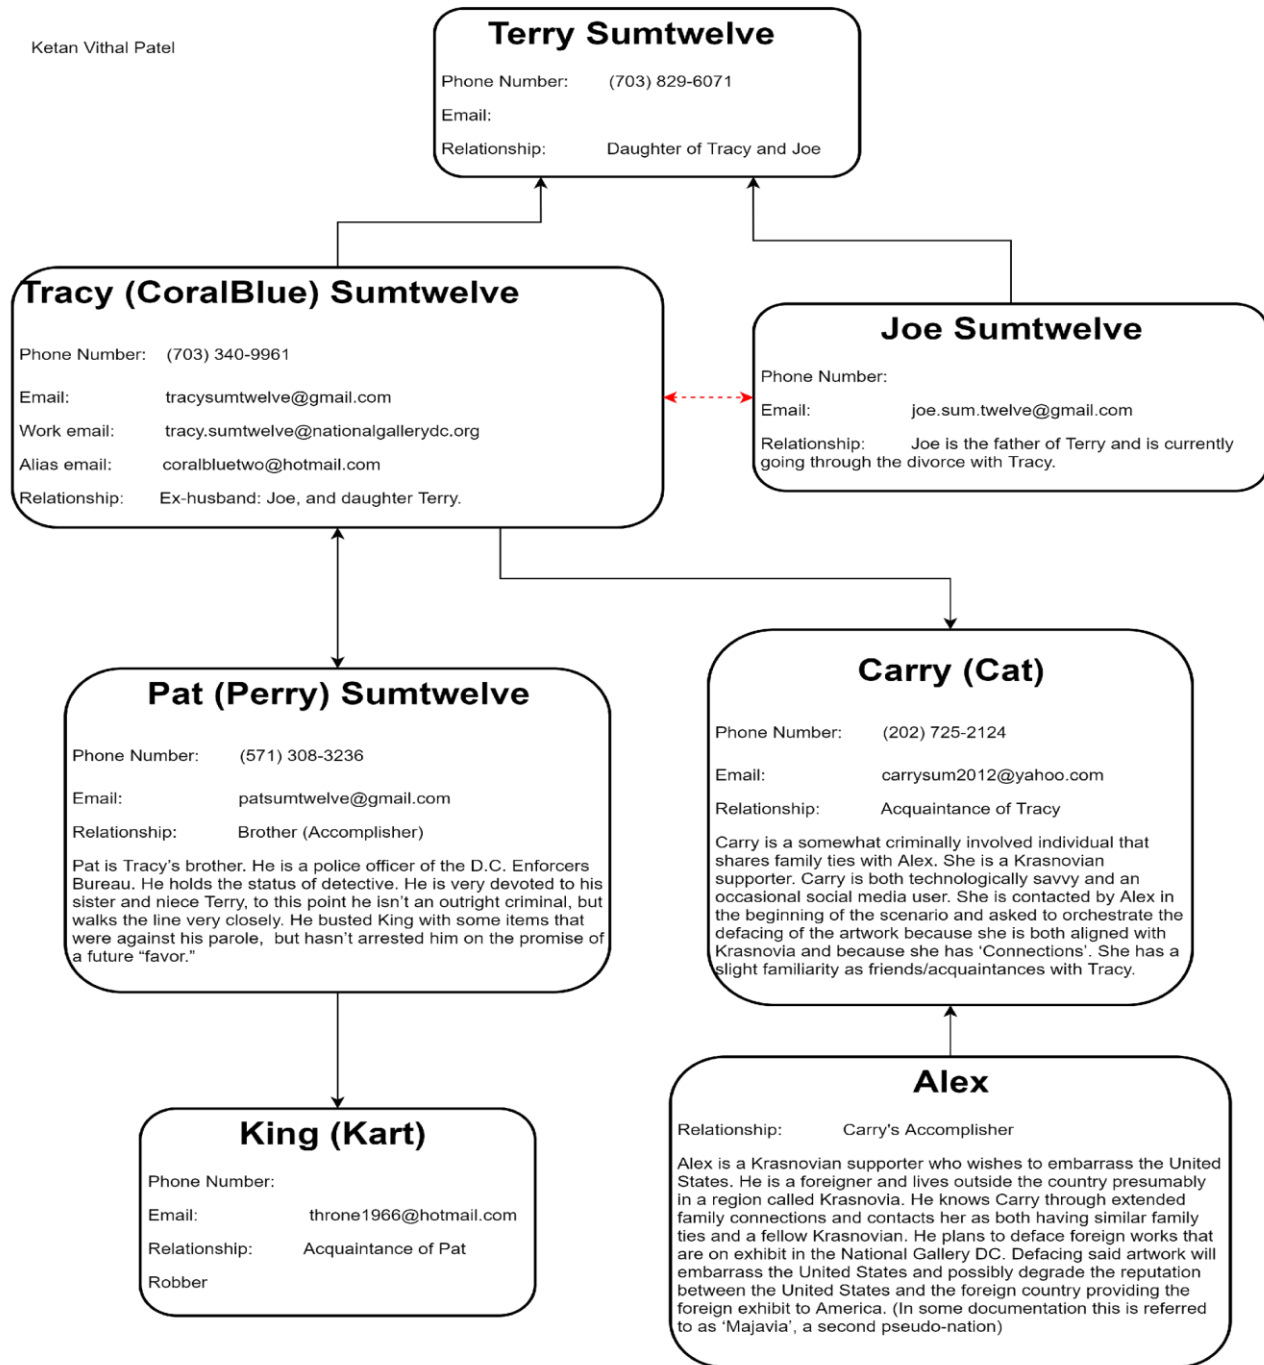 Ketan Vithal Patel
Terry Sumtwelve
Phone Number: (703) 829-6071
Email:
Relationship: Daughter of Tracy and Joe
Tracy (CoralBlue) Sumtwelve
Phone Number: (703) 340-9961
Email: tracysumtwelve@gmail.com
Work email: tracy.sumtwelve@nationalgallerydc.org
Alias email: coralbluetwo@hotmail.com
Relationship: Ex-husband: Joe, and daughter Terry.
Joe Sumtwelve
Phone Number:
Email: joe.sum.twelve@gmail.com
Relationship: Joe is the father of Terry and is currently
going through the divorce with Tracy.
Pat (Perry) Sumtwelve
Phone Number: (571) 308-3236
Email: patsumtwelve@gmail.com
Relationship: Brother (Accomplisher)
Pat is Tracy's brother. He is a police officer of the D.C. Enforcers
Bureau. He holds the status of detective. He is very devoted to his
sister and niece Terry, to this point he isn't an outright criminal, but
walks the line very closely. He busted King with some items that
were against his parole, but hasn't arrested him on the promise of
a future “favor.”
Carry (Cat)
Phone Number: (202) 725-2124
Email: carrysum2012@yahoo.com
Relationship: Acquaintance of Tracy
Carry is a somewhat criminally involved individual that
shares family ties with Alex. She is a Krasnovian
supporter. Carry is both technologically savvy and an
occasional social media user. She is contacted by Alex in
the beginning of the scenario and asked to orchestrate the
defacing of the artwork because she is both aligned with
Krasnovia and because she has ‘Connections’. She has a
slight familiarity as friends/acquaintances with Tracy.
King (Kart)
Phone Number:
Email: throne1966@hotmail.com
Relationship: Acquaintance of Pat
Robber
Alex
Relationship: Carry's Accomplisher
Alex is a Krasnovian supporter who wishes to embarrass the United
States. He is a foreigner and lives outside the country presumably
in a region called Krasnovia. He knows Carry through extended
family connections and contacts her as both having similar family
ties and a fellow Krasnovian. He plans to deface foreign works that
are on exhibit in the National Gallery DC. Defacing said artwork will
embarrass the United States and possibly degrade the reputation
between the United States and the foreign country providing the
foreign exhibit to America. (In some documentation this is referred
to as ‘Majavia’, a second pseudo-nation)